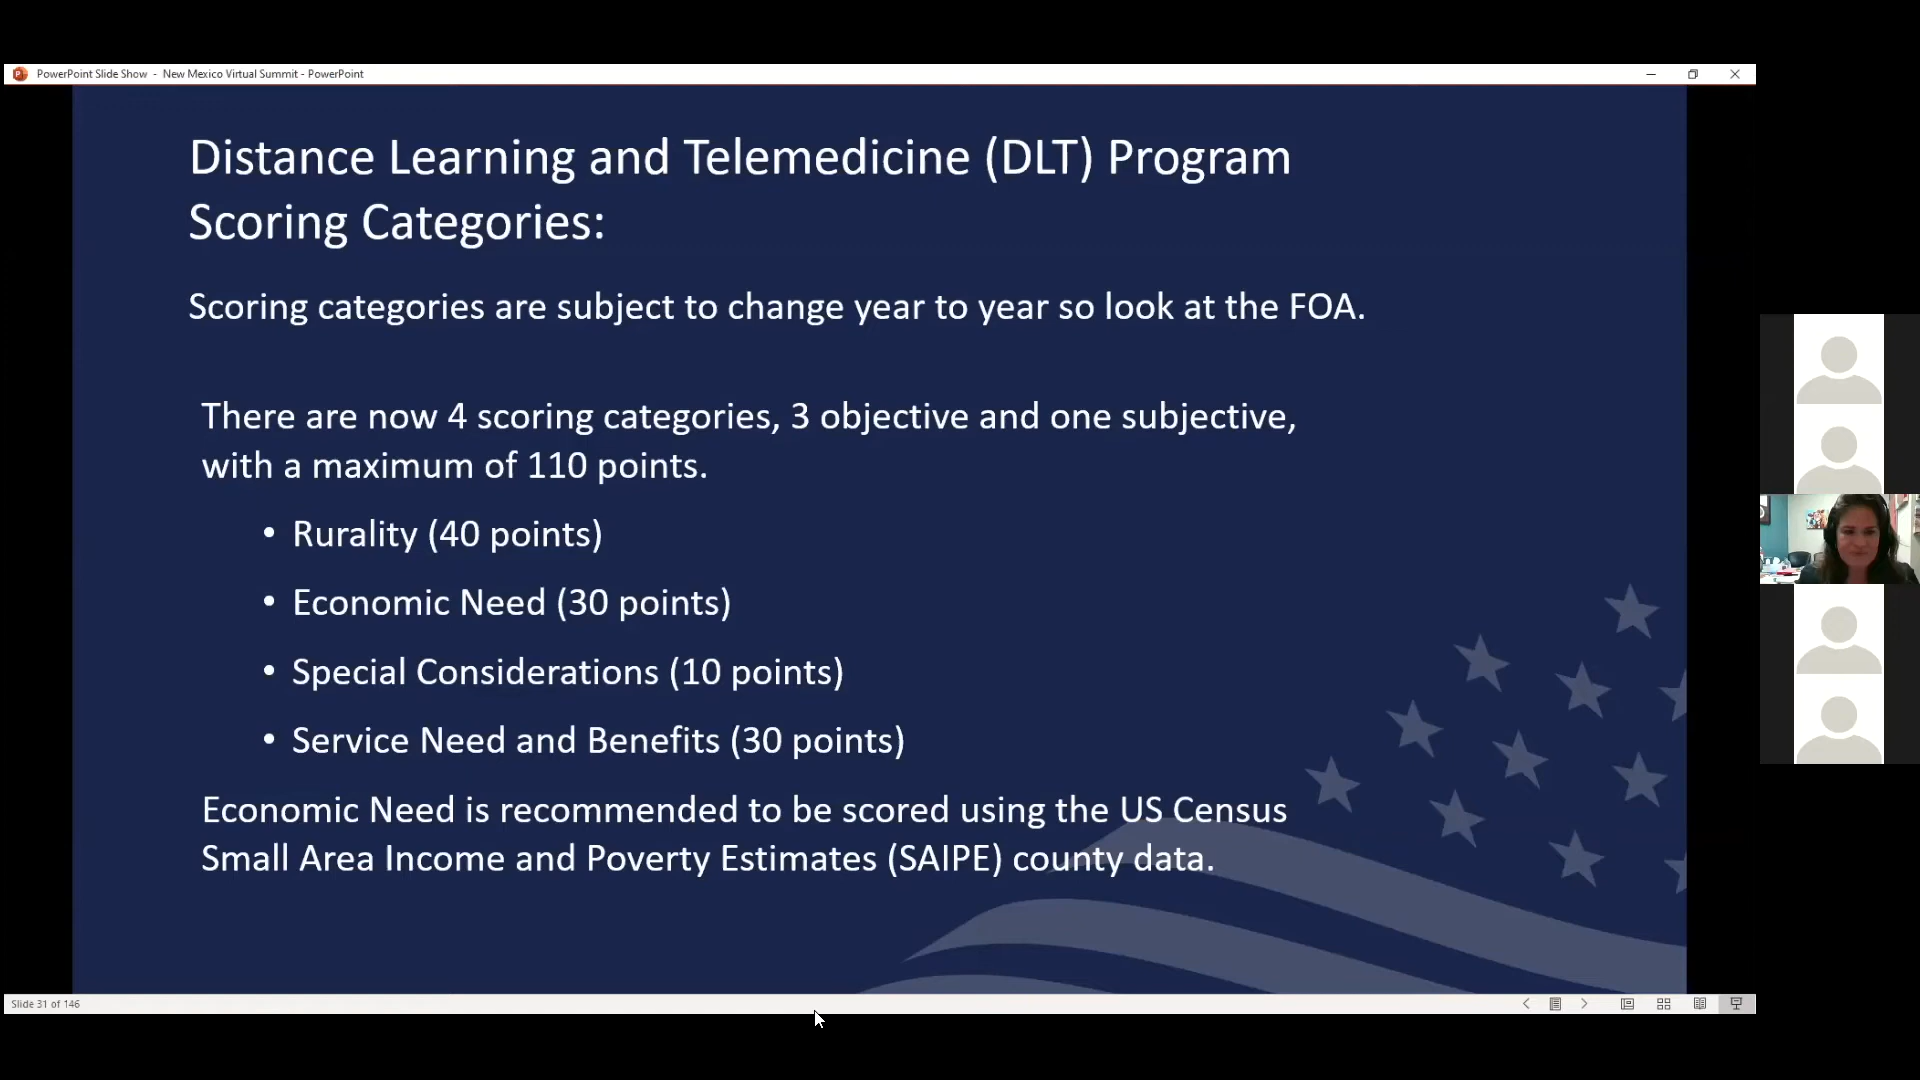 PowerPoint Slide Show - New Mexico Virtual Summit - PowerPoint
Distance Learning and Telemedicine (DLT) Program
Scoring Categories:
Scoring categories are subject to change year to year so look at the FOA.
There are now 4 scoring categories, 3 objective and one subjective,
with a maximum of 110 points.
• Rurality (40 points)
• Economic Need (30 points)
• Special Considerations (10 points)
• Service Need and Benefits (30 points)
Economic Need is recommended to be scored using the US Census
Small Area Income and Poverty Estimates (SAIPE) county data.
Slide 31 of 146